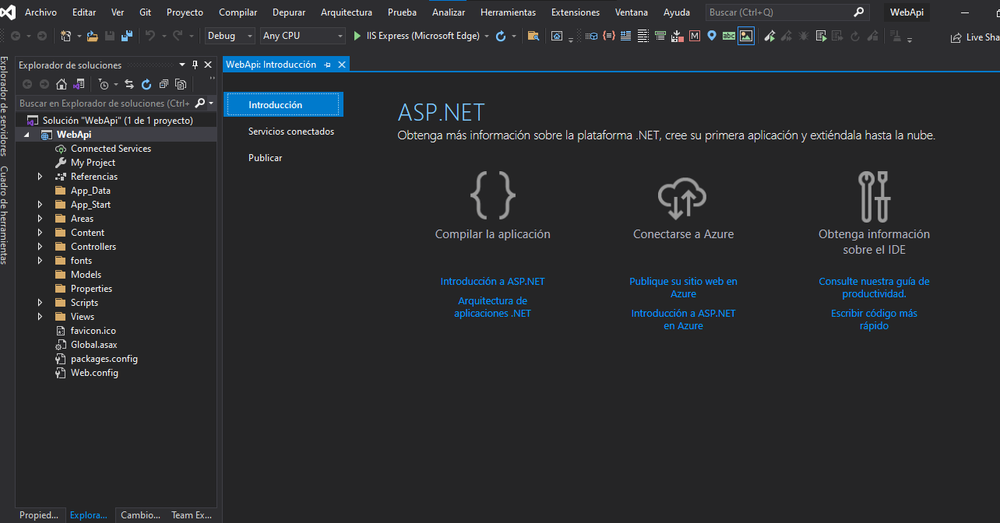 Archivo Editar Ver Git Proyecto Compilar Depurar Arquitectura Prueba Analizar Herramientas Extensiones Ventana Ayuda Buscar (Ctrl+Q) WebApi
Debug Any CPU IIS Express (Microsoft Edge) Live Sha
Explorador de servidores
Cuadro de herramientas
Explorador de soluciones
Buscar en Explorador de soluciones (Ctrl+
Solución "WebApi" (1 de 1 proyecto)
WebApi
Connected Services
My Project
Referencias
App_Data
App_Start
Areas
Content
Controllers
fonts
Models
Properties
Scripts
Views
favicon.ico
Global.asax
packages.config
Web.config
Propied... Explora... Cambio... Team Ex...
WebApi: Introducción
Introducción
Servicios conectados
Publicar
ASP.NET
Obtenga más información sobre la plataforma .NET, cree su primera aplicación y extiéndala hasta la nube.
Compilar la aplicación
Introducción a ASP.NET
Arquitectura de
aplicaciones .NET
Conectarse a Azure
Publique su sitio web en
Azure
Introducción a ASP.NET
en Azure
Obtenga información
sobre el IDE
Consulte nuestra guía de
productividad.
Escribir código más
rápido